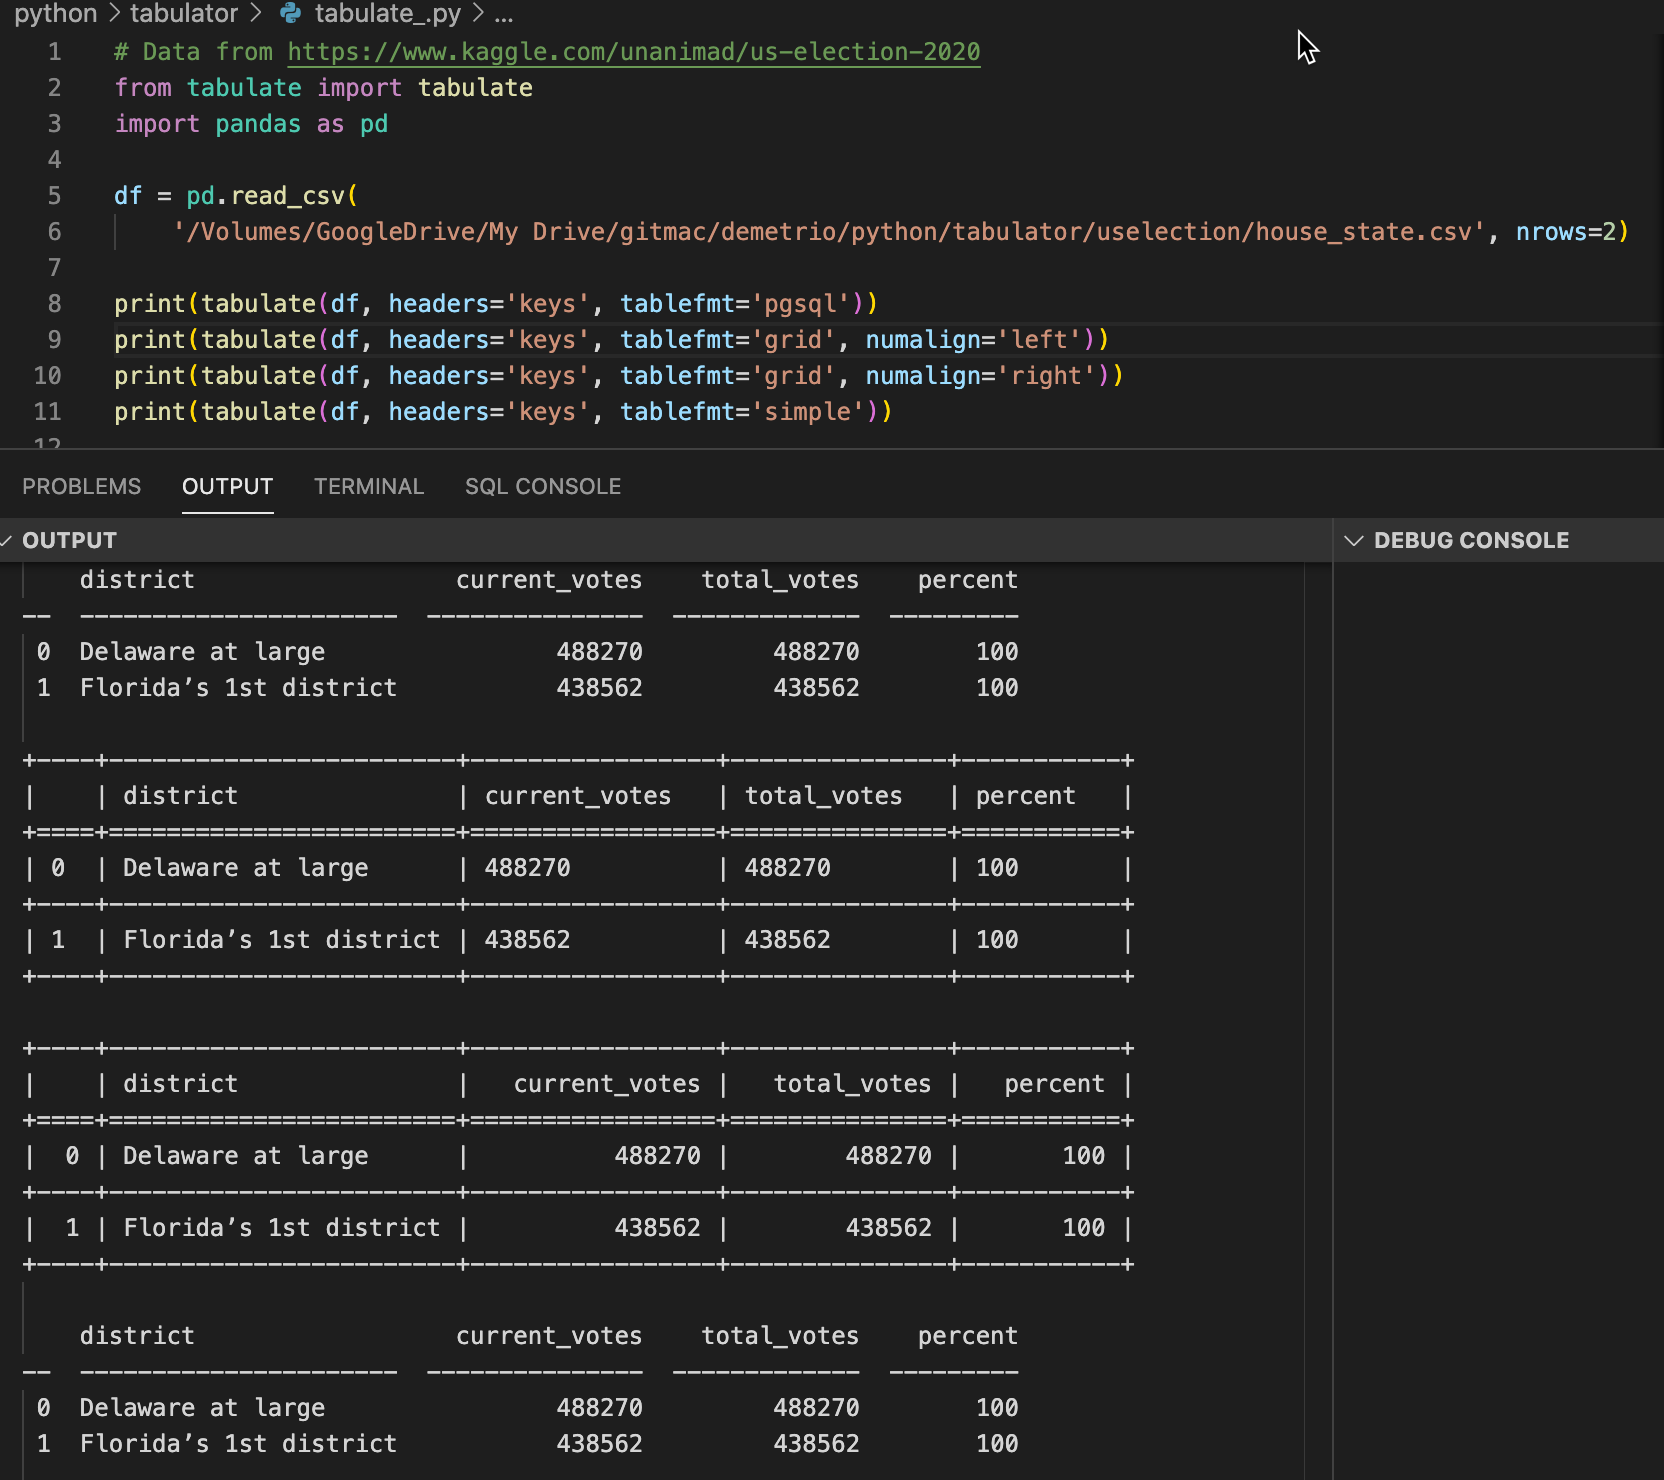 python > tabulator > tabulate_.py > ...
1 # Data from https://www.kaggle.com/unanimad/us-election-2020
2 from tabulate import tabulate
3 import pandas as pd
4
5 df = pd.read_csv(
6     '/Volumes/GoogleDrive/My Drive/gitmac/demetrio/python/tabulator/uselection/house_state.csv', nrows=2)
7
8 print(tabulate(df, headers='keys', tablefmt='pgsql'))
9 print(tabulate(df, headers='keys', tablefmt='grid', numalign='left'))
10 print(tabulate(df, headers='keys', tablefmt='grid', numalign='right'))
11 print(tabulate(df, headers='keys', tablefmt='simple'))
12
PROBLEMS OUTPUT TERMINAL SQL CONSOLE
OUTPUT DEBUG CONSOLE
    district                  current_votes    total_votes    percent
--  ----------------------  ---------------  -------------  ---------
 0  Delaware at large                488270         488270        100
 1  Florida’s 1st district           438562         438562        100
+----+------------------------+-----------------+---------------+-----------+
|    | district               | current_votes   | total_votes   | percent   |
+====+========================+=================+===============+===========+
| 0  | Delaware at large      | 488270          | 488270        | 100       |
+----+------------------------+-----------------+---------------+-----------+
| 1  | Florida’s 1st district | 438562          | 438562        | 100       |
+----+------------------------+-----------------+---------------+-----------+
+----+------------------------+-----------------+---------------+-----------+
|    | district               |   current_votes |   total_votes |   percent |
+====+========================+=================+===============+===========+
|  0 | Delaware at large      |          488270 |        488270 |       100 |
+----+------------------------+-----------------+---------------+-----------+
|  1 | Florida’s 1st district |          438562 |        438562 |       100 |
+----+------------------------+-----------------+---------------+-----------+
    district                  current_votes    total_votes    percent
--  ----------------------  ---------------  -------------  ---------
 0  Delaware at large                488270         488270        100
 1  Florida’s 1st district           438562         438562        100